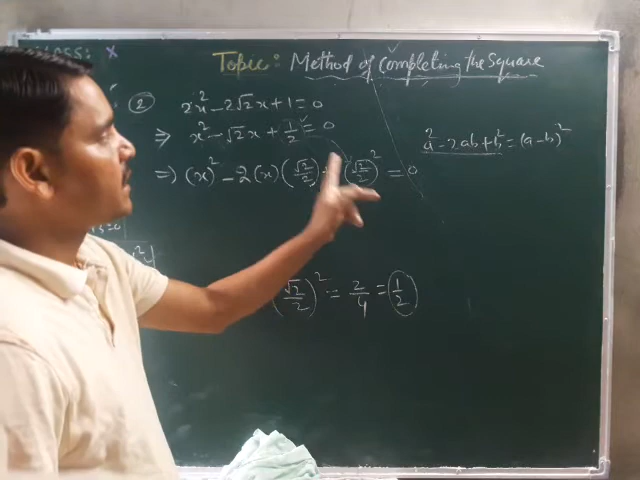 Topic: Method of Completing the Square
(2) 2x² - 2√2x + 1 = 0
⇒ x² - √2x + 1/2 = 0
a² - 2ab + b² = (a-b)²
⇒ (x)² - 2(x)(√2/2) + (√2/2)² = 0
(√2/2)² = 2/4 = 1/2